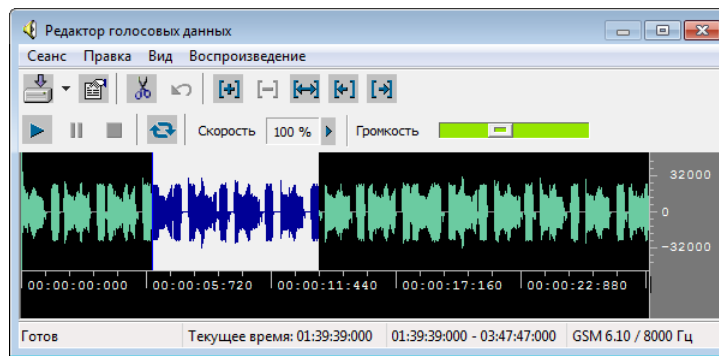 Редактор голосовых данных
Сеанс Правка Вид Воспроизведение
Скорость 100 % Громкость
32000
0
-32000
00:00:00:000 00:00:05:720 00:00:11:440 00:00:17:160 00:00:22:880
Готов Текущее время: 01:39:39:000 01:39:39:000 - 03:47:47:000 GSM 6.10 / 8000 Гц